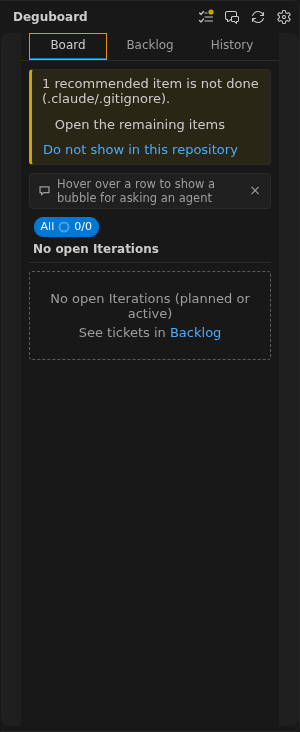 Deguboard
Board
Backlog
History
1 recommended item is not done
(.claude/.gitignore).
Open the remaining items
Do not show in this repository
Hover over a row to show a
bubble for asking an agent
All 0/0
No open Iterations
No open Iterations (planned or
active)
See tickets in Backlog